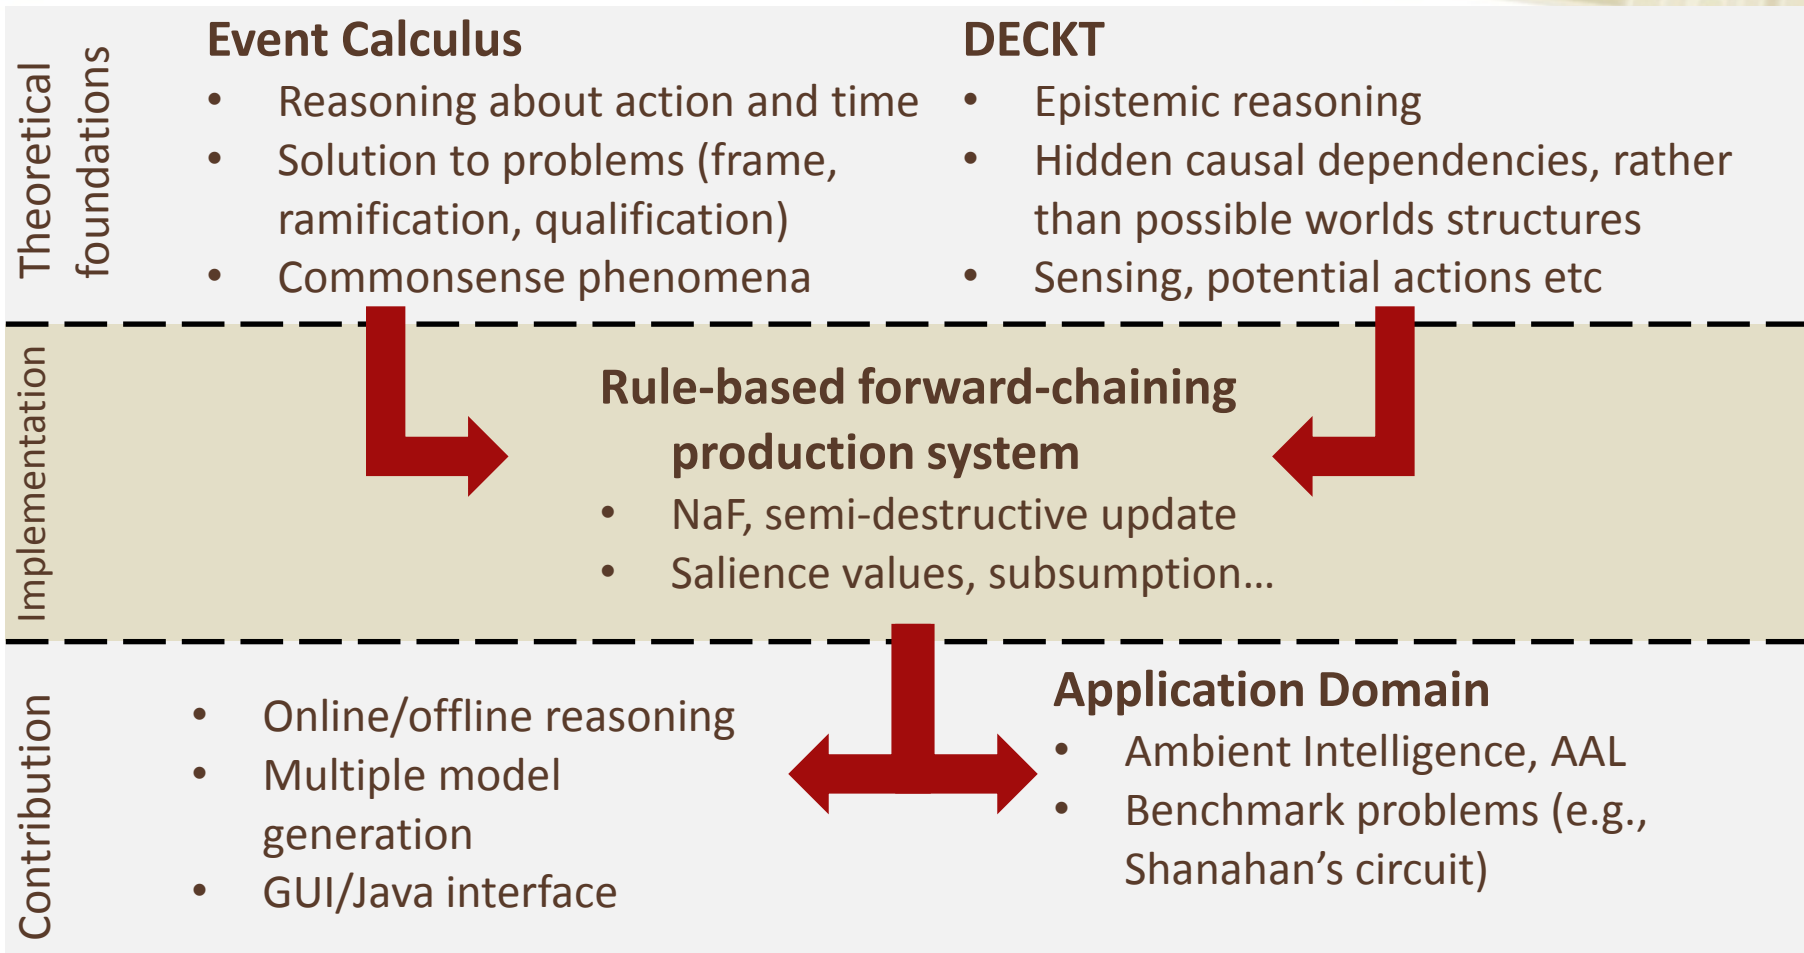 Theoretical
foundations
Event Calculus
• Reasoning about action and time
• Solution to problems (frame,
ramification, qualification)
• Commonsense phenomena
DECKT
• Epistemic reasoning
• Hidden causal dependencies, rather
than possible worlds structures
• Sensing, potential actions etc
Implementation
Rule-based forward-chaining
production system
• NaF, semi-destructive update
• Salience values, subsumption…
Contribution
• Online/offline reasoning
• Multiple model
generation
• GUI/Java interface
Application Domain
• Ambient Intelligence, AAL
• Benchmark problems (e.g.,
Shanahan’s circuit)